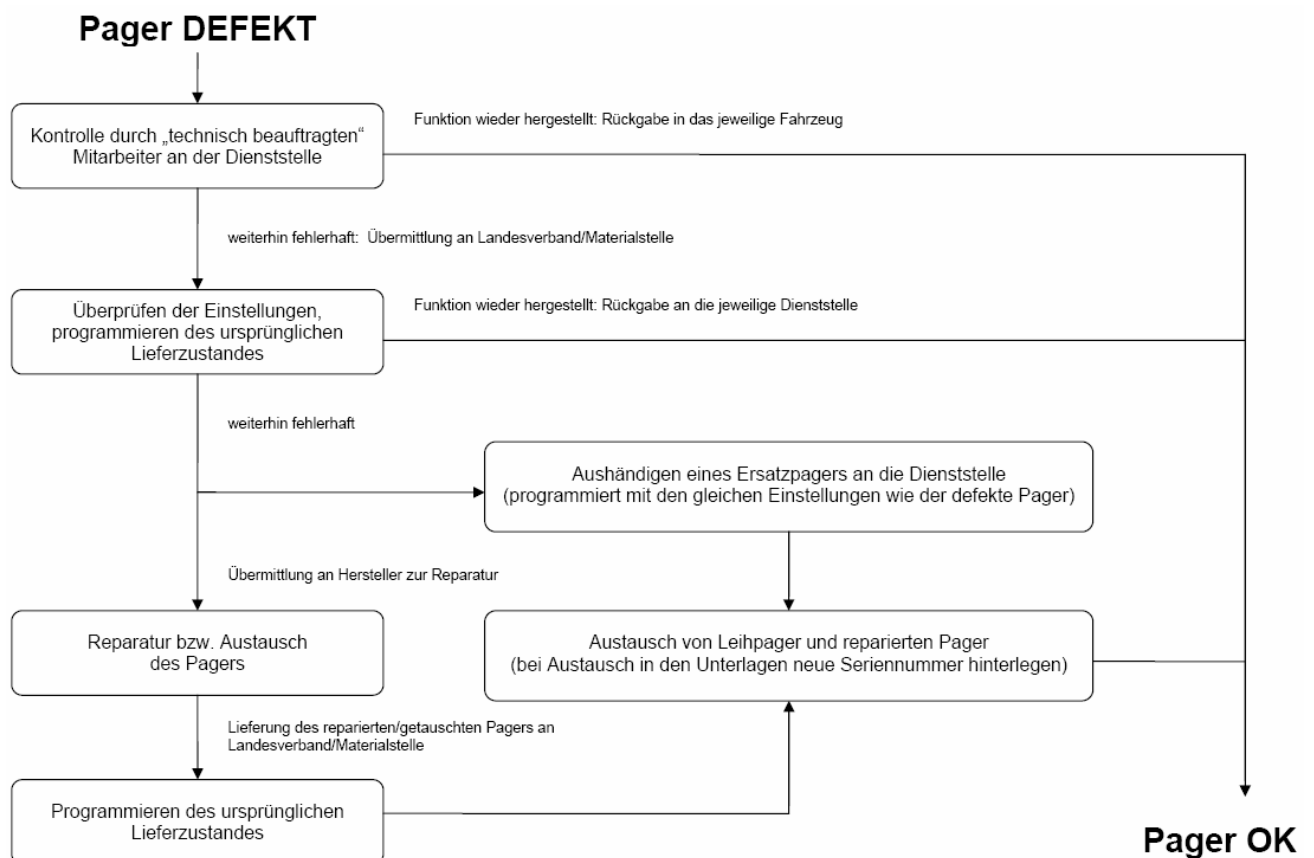 Pager DEFEKT
Kontrolle durch „technisch beauftragten“
Mitarbeiter an der Dienststelle
Funktion wieder hergestellt: Rückgabe in das jeweilige Fahrzeug
weiterhin fehlerhaft:  Übermittlung an Landesverband/Materialstelle
Überprüfen der Einstellungen,
programmieren des ursprünglichen
Lieferzustandes
Funktion wieder hergestellt: Rückgabe an die jeweilige Dienststelle
weiterhin fehlerhaft
Aushändigen eines Ersatzpagers an die Dienststelle
(programmiert mit den gleichen Einstellungen wie der defekte Pager)
Übermittlung an Hersteller zur Reparatur
Reparatur bzw. Austausch
des Pagers
Austausch von Leihpager und reparierten Pager
(bei Austausch in den Unterlagen neue Seriennummer hinterlegen)
Lieferung des reparierten/getauschten Pagers an
Landesverband/Materialstelle
Programmieren des ursprünglichen
Lieferzustandes
Pager OK